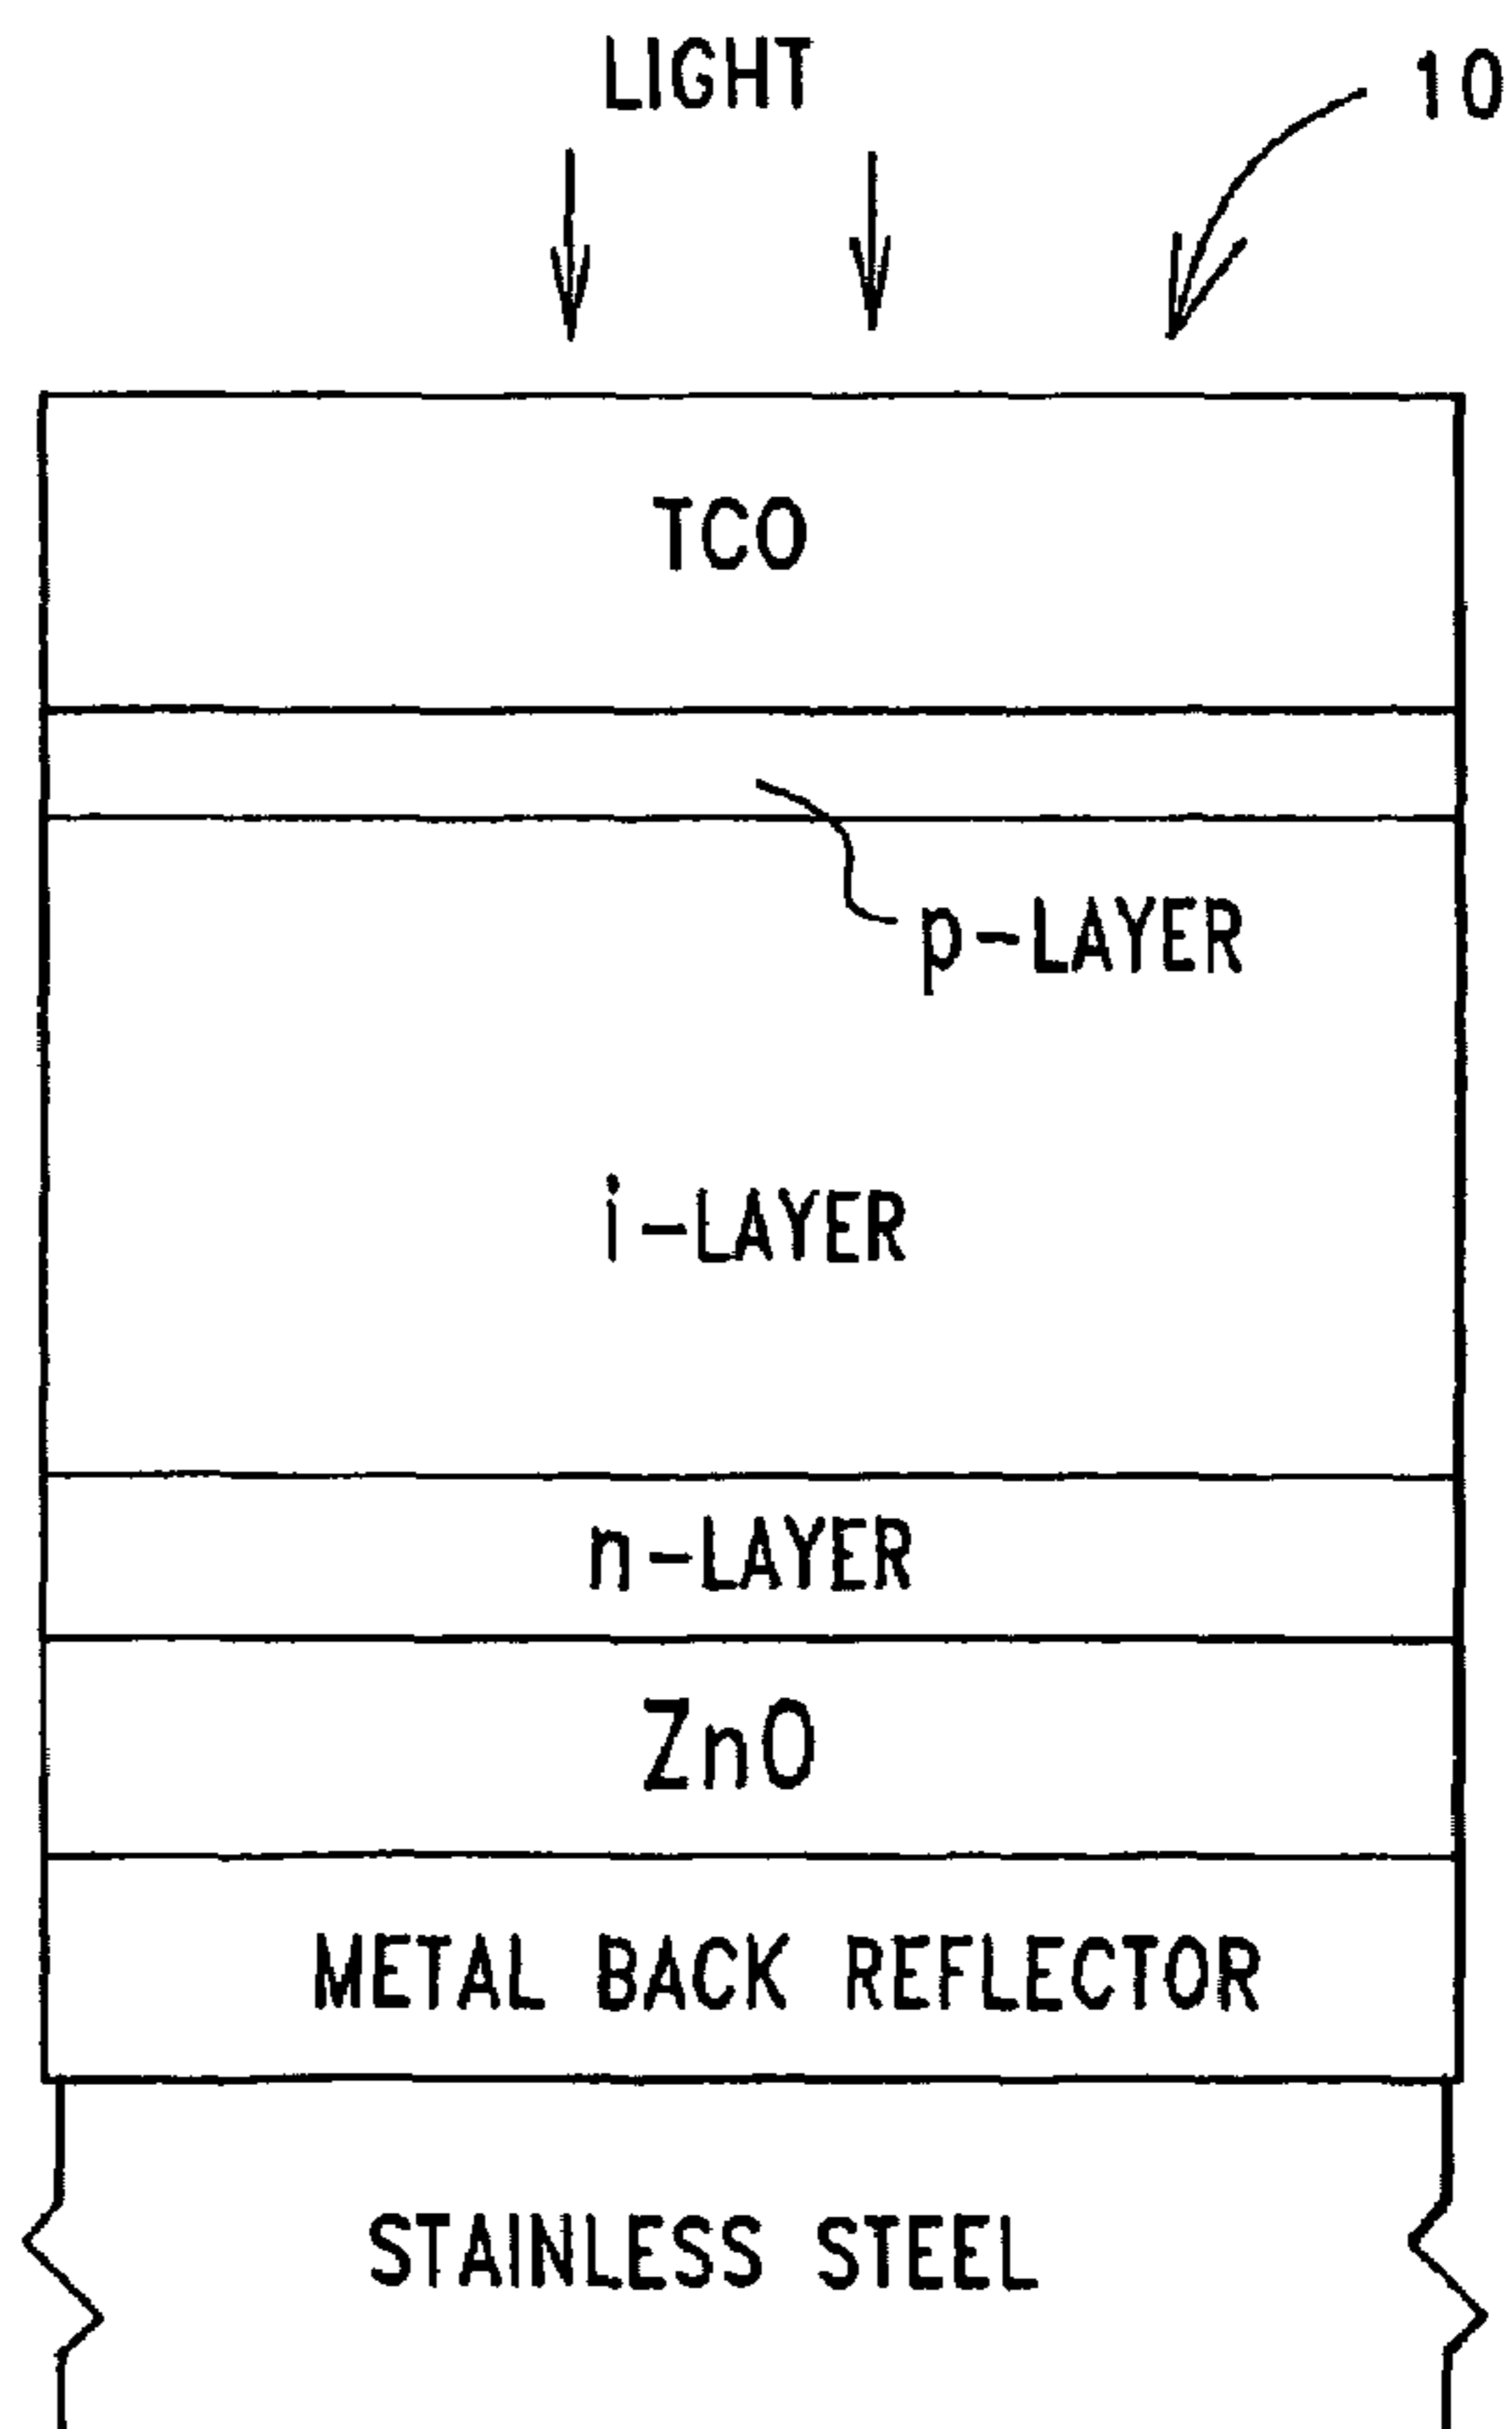 LIGHT
10
TCO
p-LAYER
i-LAYER
n-LAYER
ZnO
METAL BACK REFLECTOR
STAINLESS STEEL